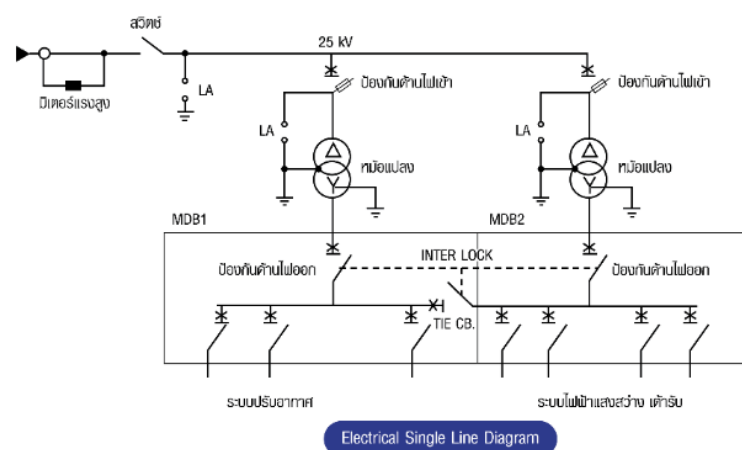 สวิตช์
25 kV
มิเตอร์แรงสูง
LA
ป้องกันด้านไฟเข้า
ป้องกันด้านไฟเข้า
LA
LA
หม้อแปลง
หม้อแปลง
MDB1
MDB2
INTER LOCK
ป้องกันด้านไฟออก
ป้องกันด้านไฟออก
TIE CB.
ระบบปรับอากาศ
ระบบไฟฟ้าแสงสว่าง เต้ารับ
Electrical Single Line Diagram